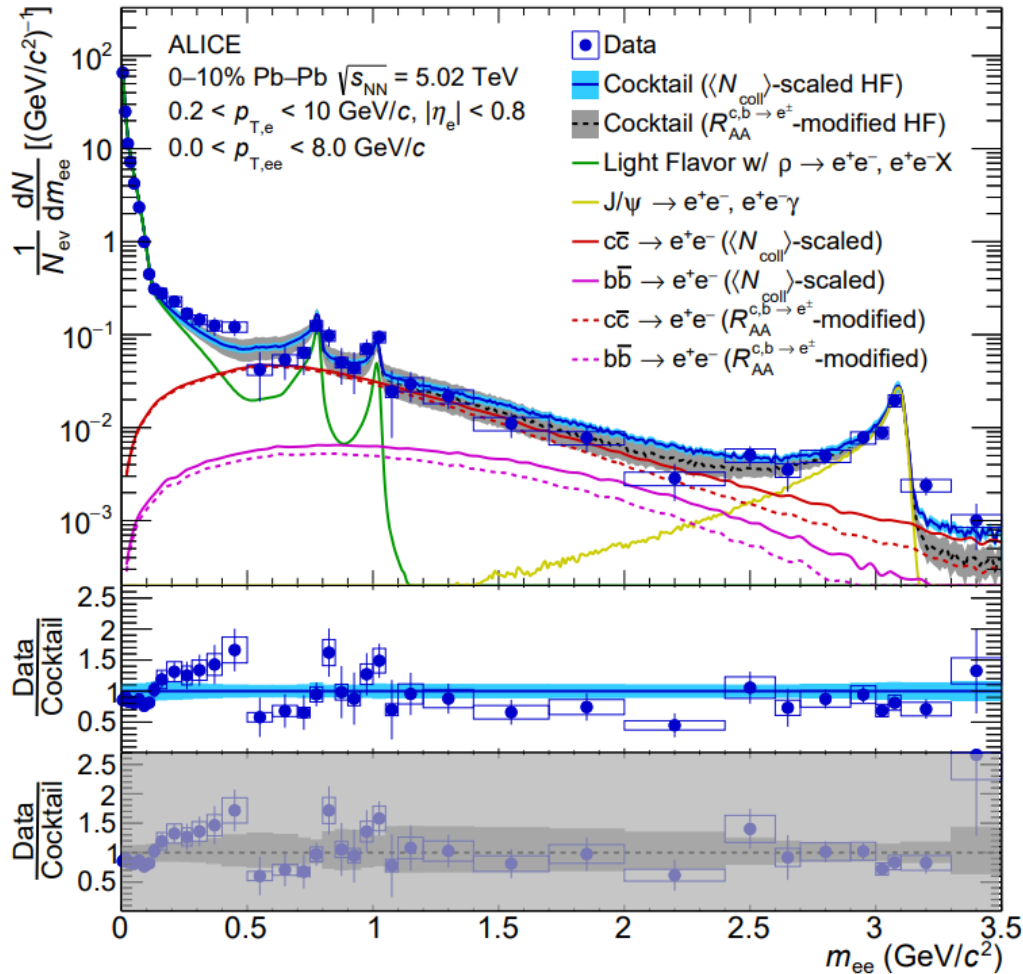 ALICE
0–10% Pb–Pb √s_NN = 5.02 TeV
0.2 < p_T,e < 10 GeV/c, |η_e| < 0.8
0.0 < p_T,ee < 8.0 GeV/c
Data
Cocktail (⟨N_coll⟩-scaled HF)
Cocktail (R_AA^{c,b → e±}-modified HF)
Light Flavor w/ ρ → e⁺e⁻, e⁺e⁻X
J/ψ → e⁺e⁻, e⁺e⁻γ
cc̅ → e⁺e⁻ (⟨N_coll⟩-scaled)
bb̅ → e⁺e⁻ (⟨N_coll⟩-scaled)
cc̅ → e⁺e⁻ (R_AA^{c,b → e±}-modified)
bb̅ → e⁺e⁻ (R_AA^{c,b → e±}-modified)
1/N_ev dN/dm_ee [(GeV/c²)⁻¹]
10²
10
1
10⁻¹
10⁻²
10⁻³
Data
Cocktail
2.5
2
1.5
1
0.5
Data
Cocktail
2.5
2
1.5
1
0.5
0 0.5 1 1.5 2 2.5 3 3.5
m_ee (GeV/c²)